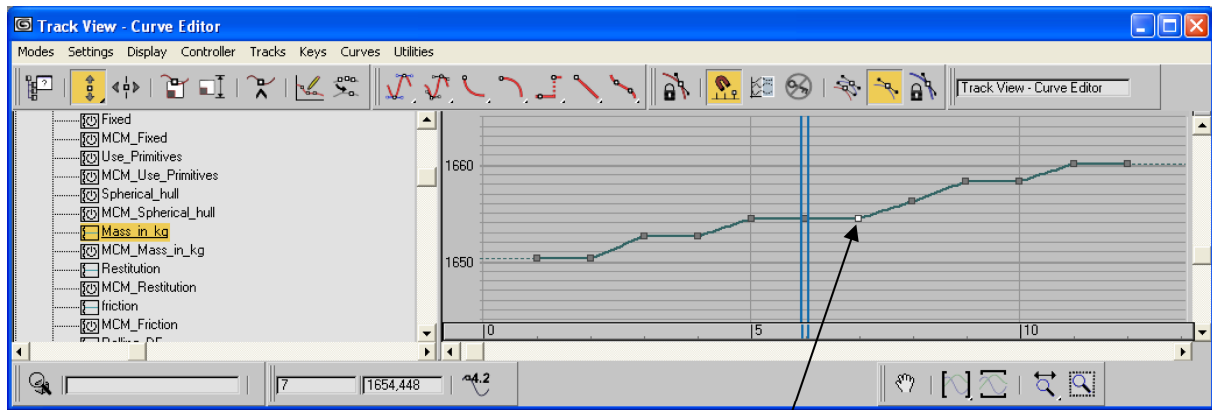 Track View - Curve Editor
Modes Settings Display Controller Tracks Keys Curves Utilities
Track View - Curve Editor
Fixed
MCM_Fixed
Use_Primitives
MCM_Use_Primitives
Spherical_hull
MCM_Spherical_hull
Mass_in_kg
MCM_Mass_in_kg
Restitution
MCM_Restitution
friction
MCM_Friction
1660
1650
0 5 10
7 1654,448 4.2